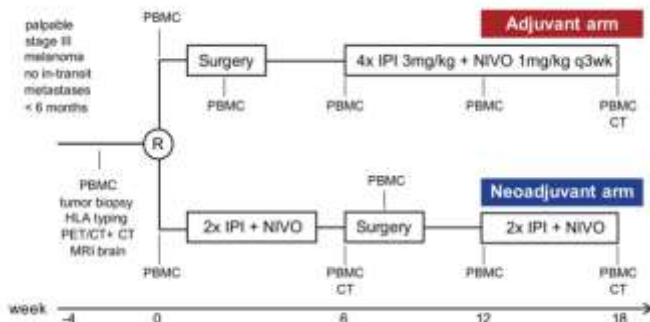 palpable
stage III
melanoma
no in-transit
metastases
< 6 months
PBMC
Adjuvant arm
Surgery
4x IPI 3mg/kg + NIVO 1mg/kg q3wk
PBMC
PBMC
PBMC
PBMC
CT
R
PBMC
tumor biopsy
HLA typing
PET/CT+ CT
MRI brain
PBMC
Neoadjuvant arm
2x IPI + NIVO
Surgery
2x IPI + NIVO
PBMC
PBMC
CT
PBMC
PBMC
CT
week
-4
0
6
12
18